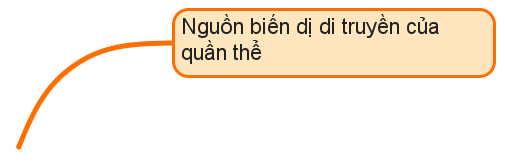 Nguồn biến dị di truyền của
quần thể